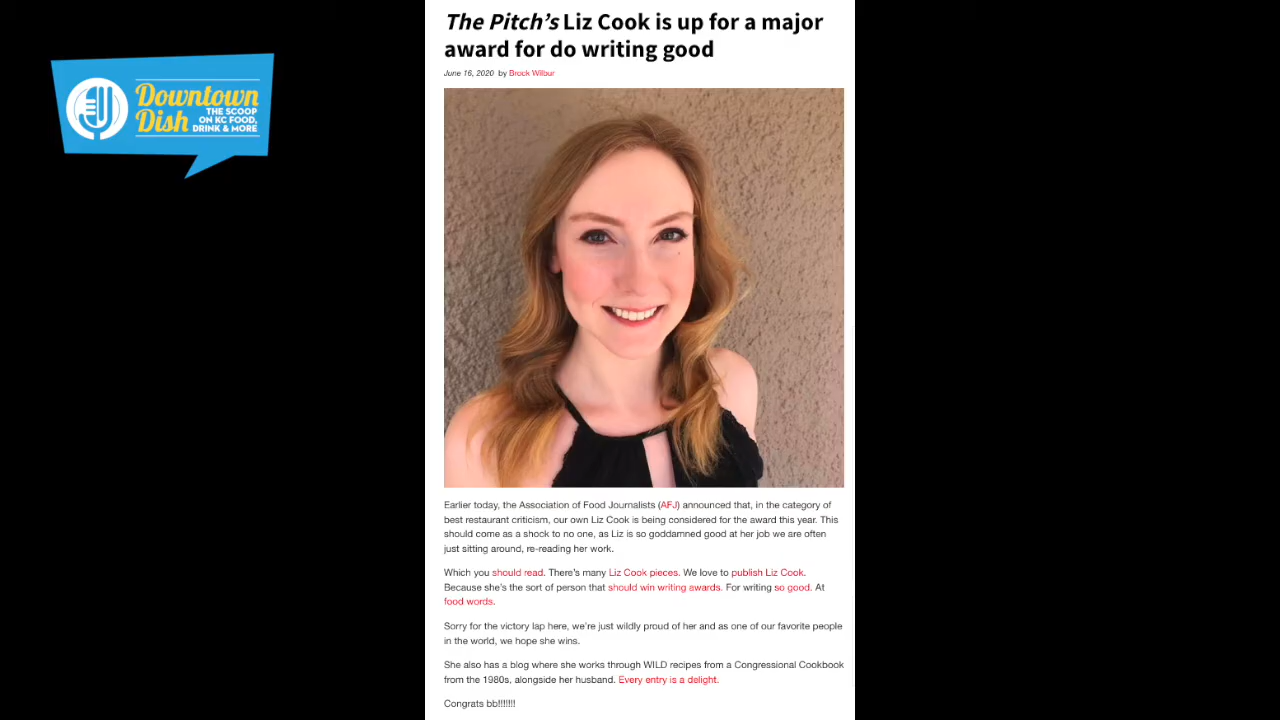 Downtown
Dish
THE SCOOP
ON KC FOOD,
DRINK & MORE
The Pitch's Liz Cook is up for a major
award for do writing good
June 16, 2020 by Brock Wilbur
Earlier today, the Association of Food Journalists (AFJ) announced that, in the category of
best restaurant criticism, our own Liz Cook is being considered for the award this year. This
should come as a shock to no one, as Liz is so goddamned good at her job we are often
just sitting around, re-reading her work.
Which you should read. There's many Liz Cook pieces. We love to publish Liz Cook.
Because she's the sort of person that should win writing awards. For writing so good. At
food words.
Sorry for the victory lap here, we're just wildly proud of her and as one of our favorite people
in the world, we hope she wins.
She also has a blog where she works through WILD recipes from a Congressional Cookbook
from the 1980s, alongside her husband. Every entry is a delight.
Congrats bb!!!!!!!